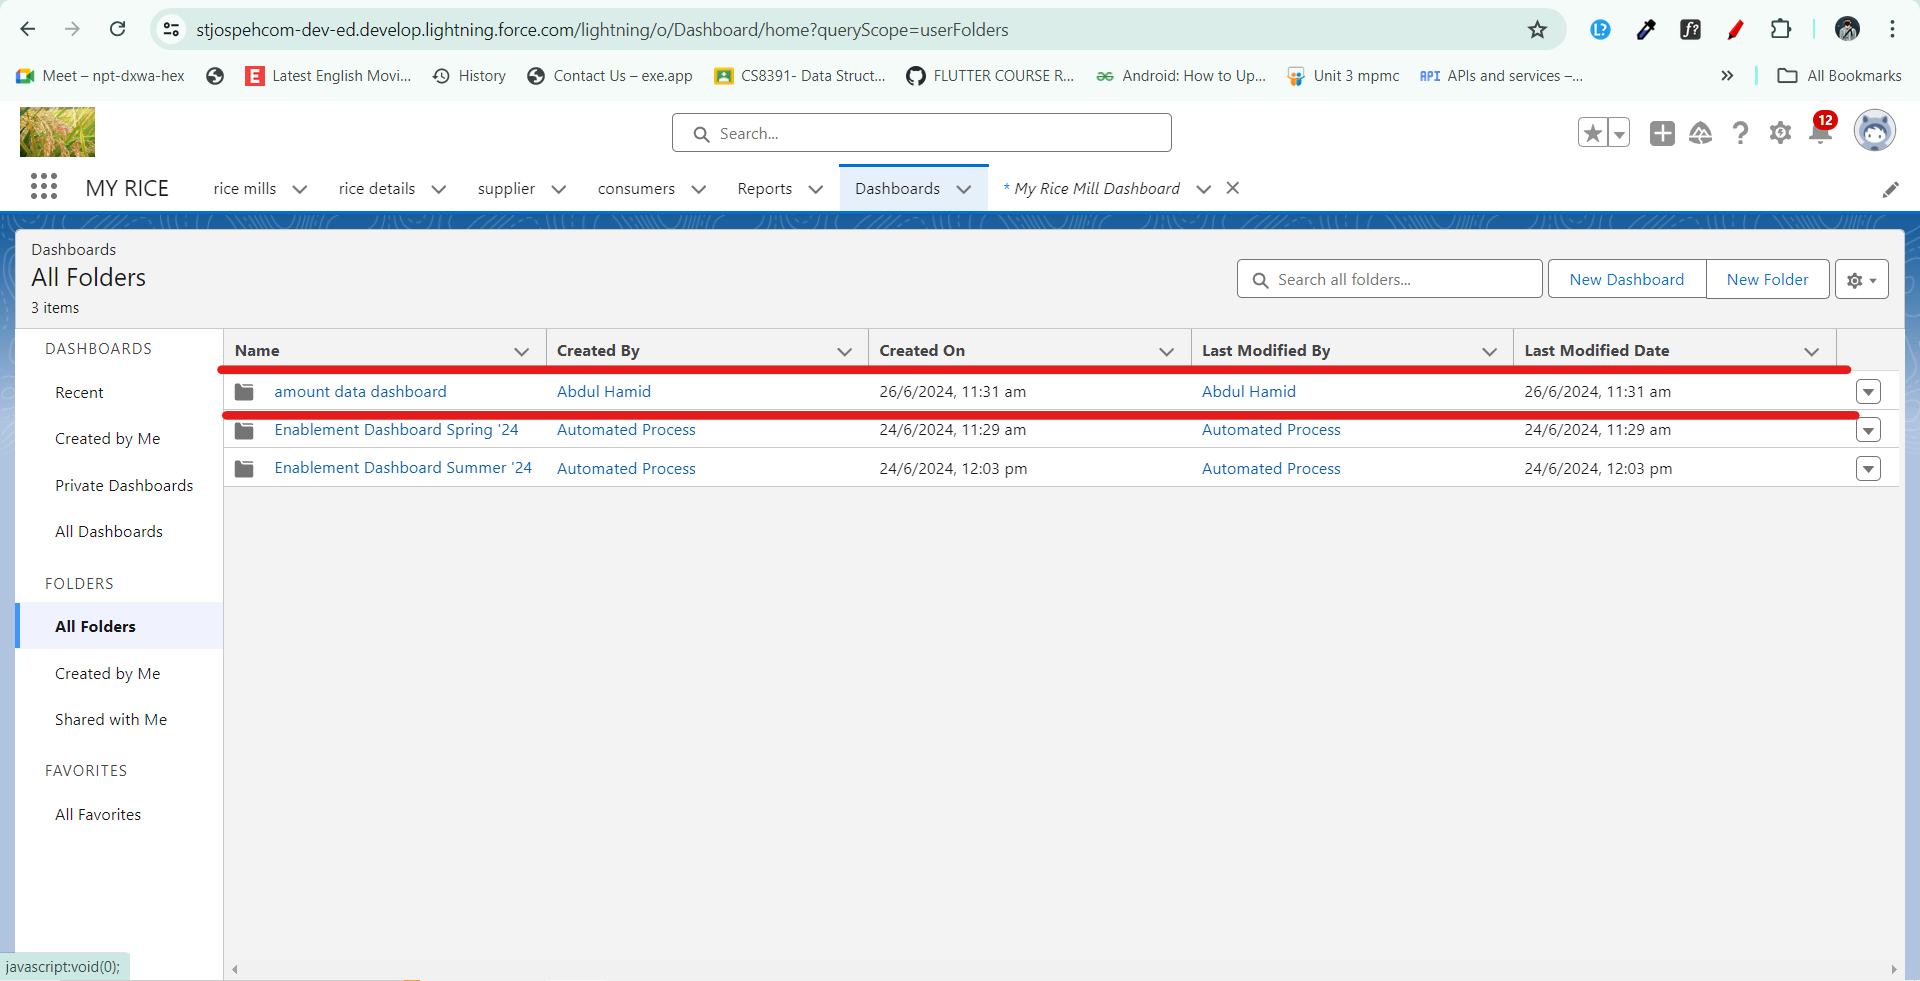 stjospehcom-dev-ed.develop.lightning.force.com/lightning/o/Dashboard/home?queryScope=userFolders
Meet – npt-dxwa-hex
Latest English Movi...
History
Contact Us – exe.app
CS8391- Data Struct...
FLUTTER COURSE R...
Android: How to Up...
Unit 3 mpmc
API APIs and services –...
All Bookmarks
Search...
12
MY RICE
rice mills
rice details
supplier
consumers
Reports
Dashboards
* My Rice Mill Dashboard
Dashboards
All Folders
3 items
Search all folders...
New Dashboard
New Folder
DASHBOARDS
Recent
Created by Me
Private Dashboards
All Dashboards
FOLDERS
All Folders
Created by Me
Shared with Me
FAVORITES
All Favorites
Name Created By Created On Last Modified By Last Modified Date
amount data dashboard Abdul Hamid 26/6/2024, 11:31 am Abdul Hamid 26/6/2024, 11:31 am
Enablement Dashboard Spring '24 Automated Process 24/6/2024, 11:29 am Automated Process 24/6/2024, 11:29 am
Enablement Dashboard Summer '24 Automated Process 24/6/2024, 12:03 pm Automated Process 24/6/2024, 12:03 pm
javascript:void(0);